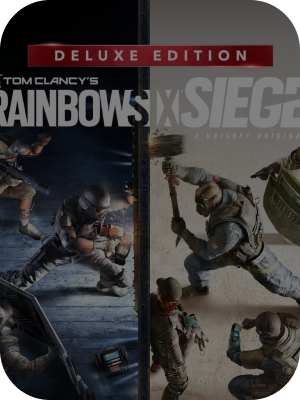 DELUXE EDITION
TOM CLANCY'S
RAINBOW SIX SIEGE
A UBISOFT ORIGINAL